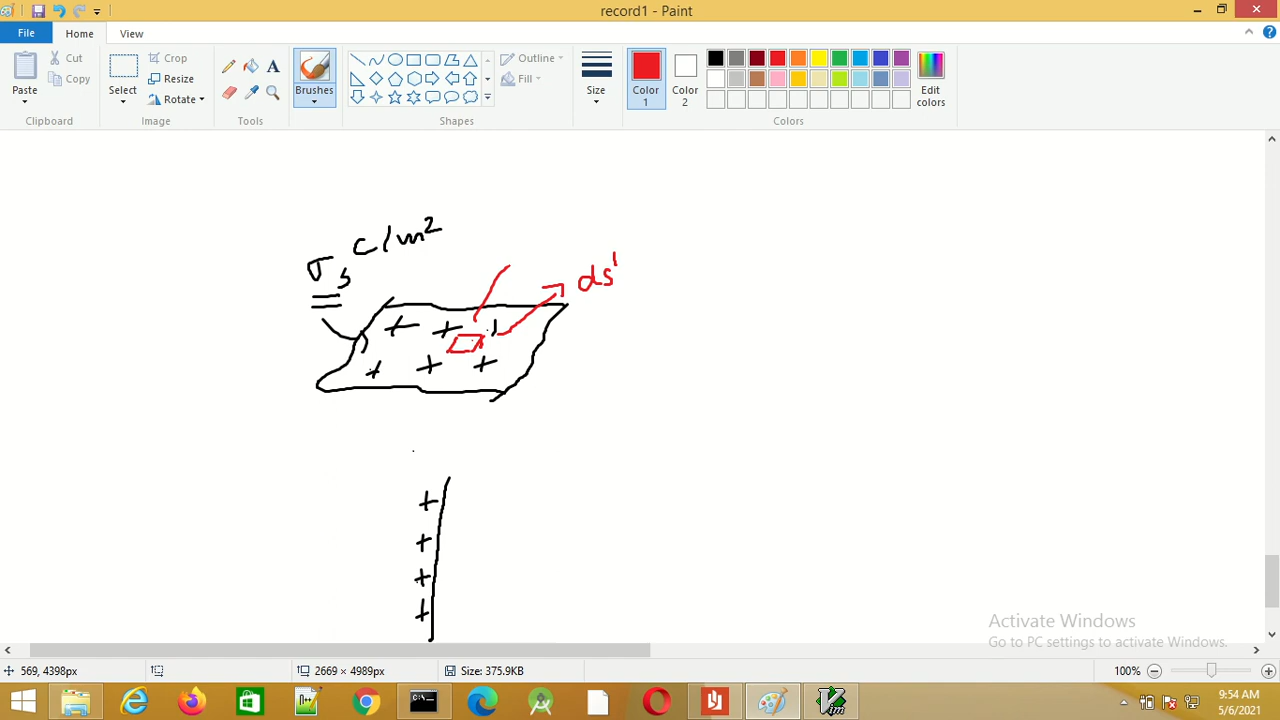 record1 - Paint
File
Home
View
Paste
Cut
Copy
Clipboard
Select
Crop
Resize
Rotate
Image
A
Tools
Brushes
Outline
Fill
Shapes
Size
Color
1
Color
2
Edit
colors
Colors
σs C/m²
ds'
+ + +
+ + +
+
+
+
+
Activate Windows
Go to PC settings to activate Windows.
569, 4398px
2669 × 4989px
Size: 375.9KB
100%
9:54 AM
5/6/2021